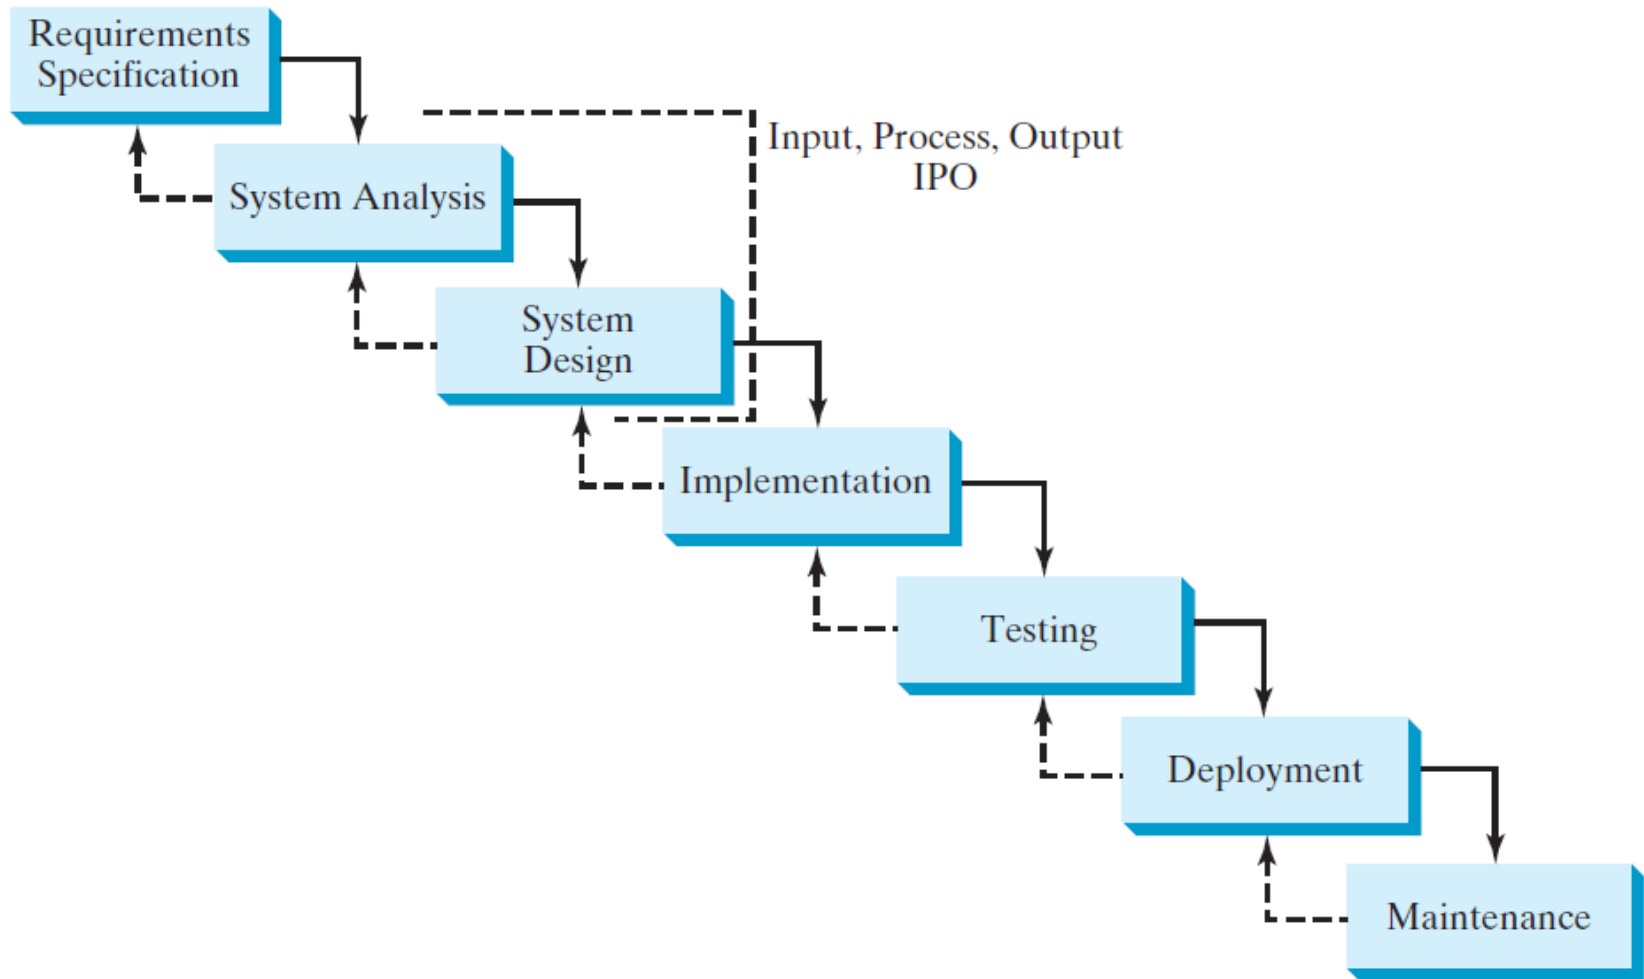 Requirements
Specification
Input, Process, Output
IPO
System Analysis
System
Design
Implementation
Testing
Deployment
Maintenance